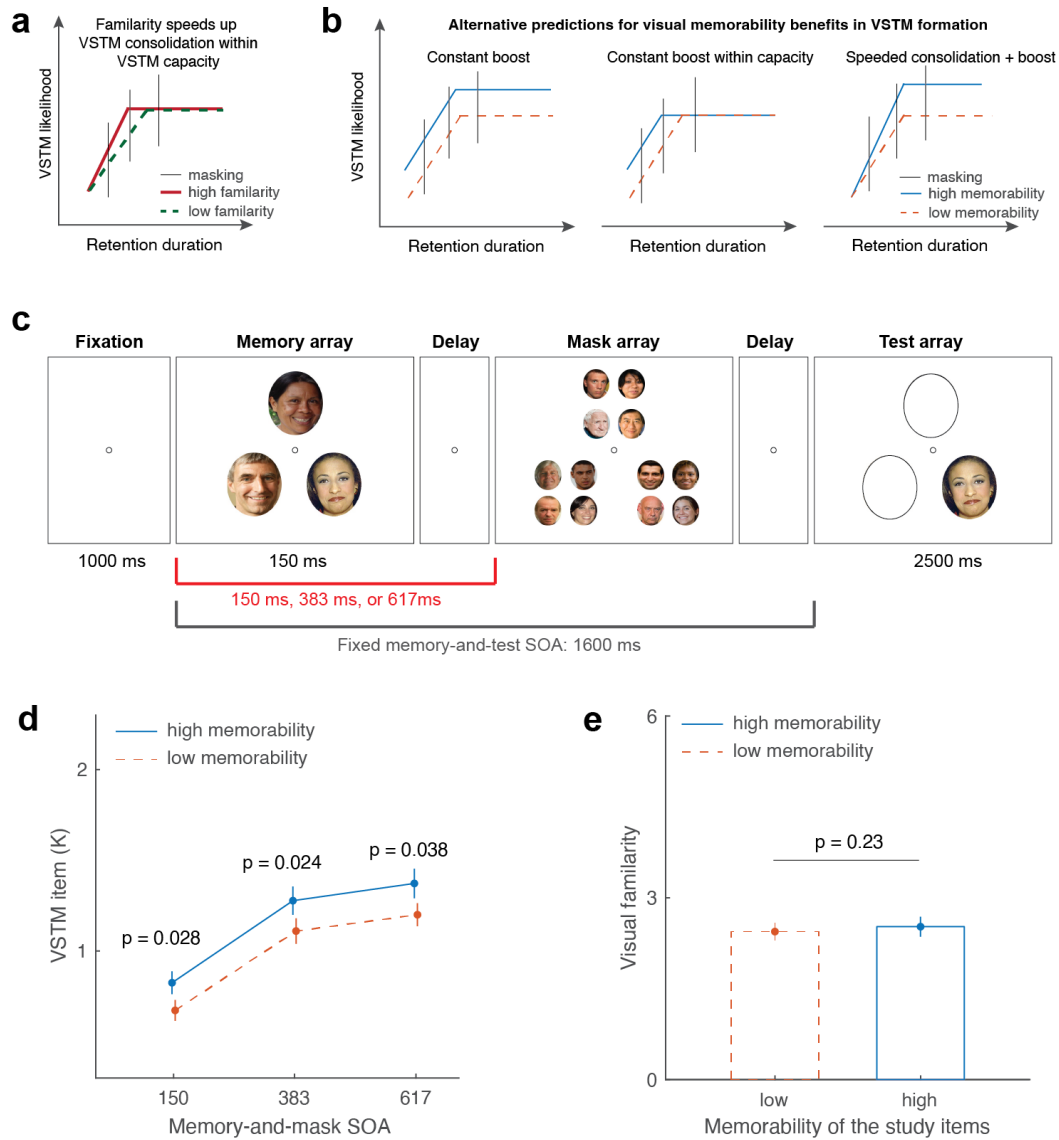 a
Familarity speeds up
VSTM consolidation within
VSTM capacity
VSTM likelihood
masking
high familarity
low familarity
Retention duration
b
Alternative predictions for visual memorability benefits in VSTM formation
Constant boost
Constant boost within capacity
Speeded consolidation + boost
VSTM likelihood
masking
high memorability
low memorability
Retention duration
Retention duration
Retention duration
c
Fixation
Memory array
Delay
Mask array
Delay
Test array
1000 ms
150 ms
2500 ms
150 ms, 383 ms, or 617ms
Fixed memory-and-test SOA: 1600 ms
d
high memorability
low memorability
VSTM item (K)
2
1
p = 0.028
p = 0.024
p = 0.038
150
383
617
Memory-and-mask SOA
e
high memorability
low memorability
Visual familarity
6
3
0
p = 0.23
low
high
Memorability of the study items